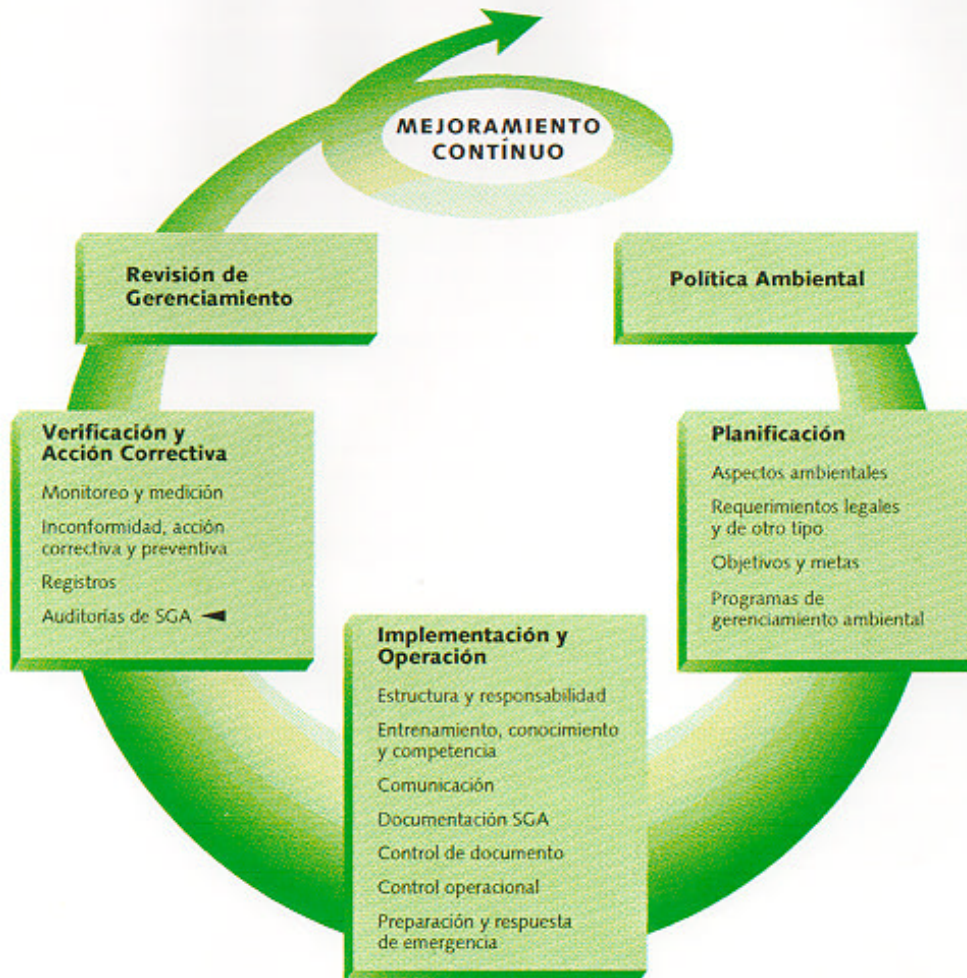 MEJORAMIENTO
CONTÍNUO
Revisión de
Gerenciamiento
Política Ambiental
Verificación y
Acción Correctiva
Monitoreo y medición
Inconformidad, acción
correctiva y preventiva
Registros
Auditorías de SGA
Planificación
Aspectos ambientales
Requerimientos legales
y de otro tipo
Objetivos y metas
Programas de
gerenciamiento ambiental
Implementación y
Operación
Estructura y responsabilidad
Entrenamiento, conocimiento
y competencia
Comunicación
Documentación SGA
Control de documento
Control operacional
Preparación y respuesta
de emergencia